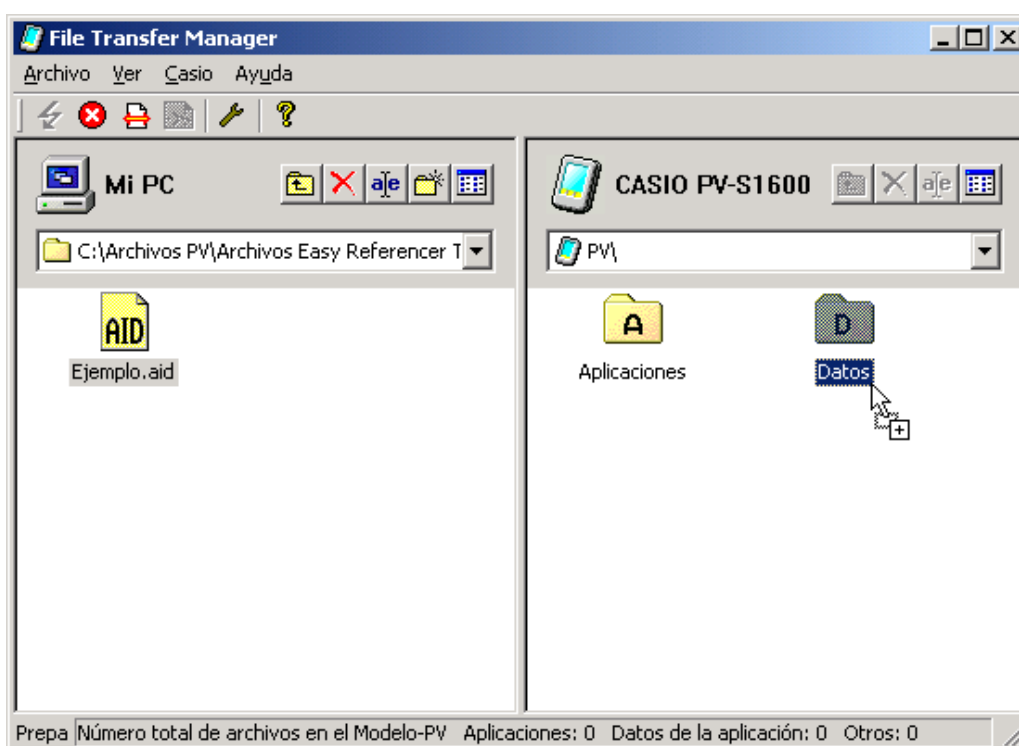 File Transfer Manager
Archivo Ver Casio Ayuda
Mi PC
C:\Archivos PV\Archivos Easy Referencer T
AID
Ejemplo.aid
CASIO PV-S1600
PV\
A
Aplicaciones
D
Datos
Prepa Número total de archivos en el Modelo-PV Aplicaciones: 0 Datos de la aplicación: 0 Otros: 0